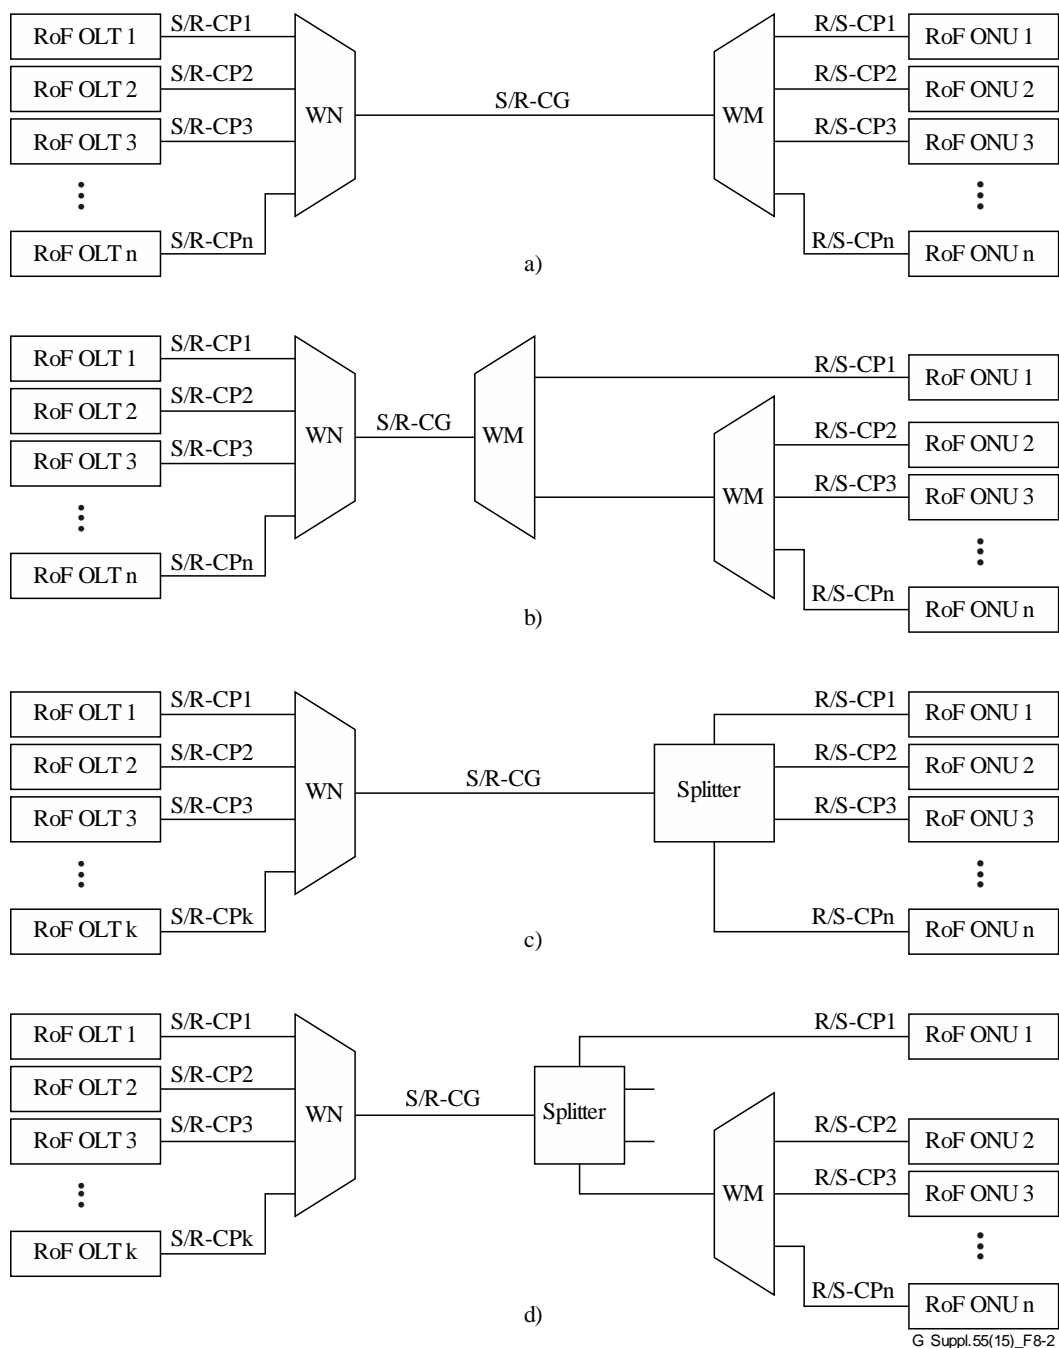 RoF OLT 1 S/R-CP1 R/S-CP1 RoF ONU 1
RoF OLT 2 S/R-CP2 R/S-CP2 RoF ONU 2
S/R-CG
WN WM
RoF OLT 3 S/R-CP3 R/S-CP3 RoF ONU 3
RoF OLT n S/R-CPn R/S-CPn RoF ONU n
a)
RoF OLT 1 S/R-CP1 R/S-CP1 RoF ONU 1
RoF OLT 2 S/R-CP2 R/S-CP2 RoF ONU 2
WN S/R-CG WM
RoF OLT 3 S/R-CP3 WM R/S-CP3 RoF ONU 3
RoF OLT n S/R-CPn R/S-CPn RoF ONU n
b)
RoF OLT 1 S/R-CP1 R/S-CP1 RoF ONU 1
RoF OLT 2 S/R-CP2 R/S-CP2 RoF ONU 2
WN S/R-CG Splitter
RoF OLT 3 S/R-CP3 R/S-CP3 RoF ONU 3
RoF OLT k S/R-CPk R/S-CPn RoF ONU n
c)
RoF OLT 1 S/R-CP1 R/S-CP1 RoF ONU 1
RoF OLT 2 S/R-CP2
WN S/R-CG Splitter
RoF OLT 3 S/R-CP3 R/S-CP2 RoF ONU 2
WM R/S-CP3 RoF ONU 3
RoF OLT k S/R-CPk R/S-CPn RoF ONU n
d)
G Suppl.55(15)_F8-2